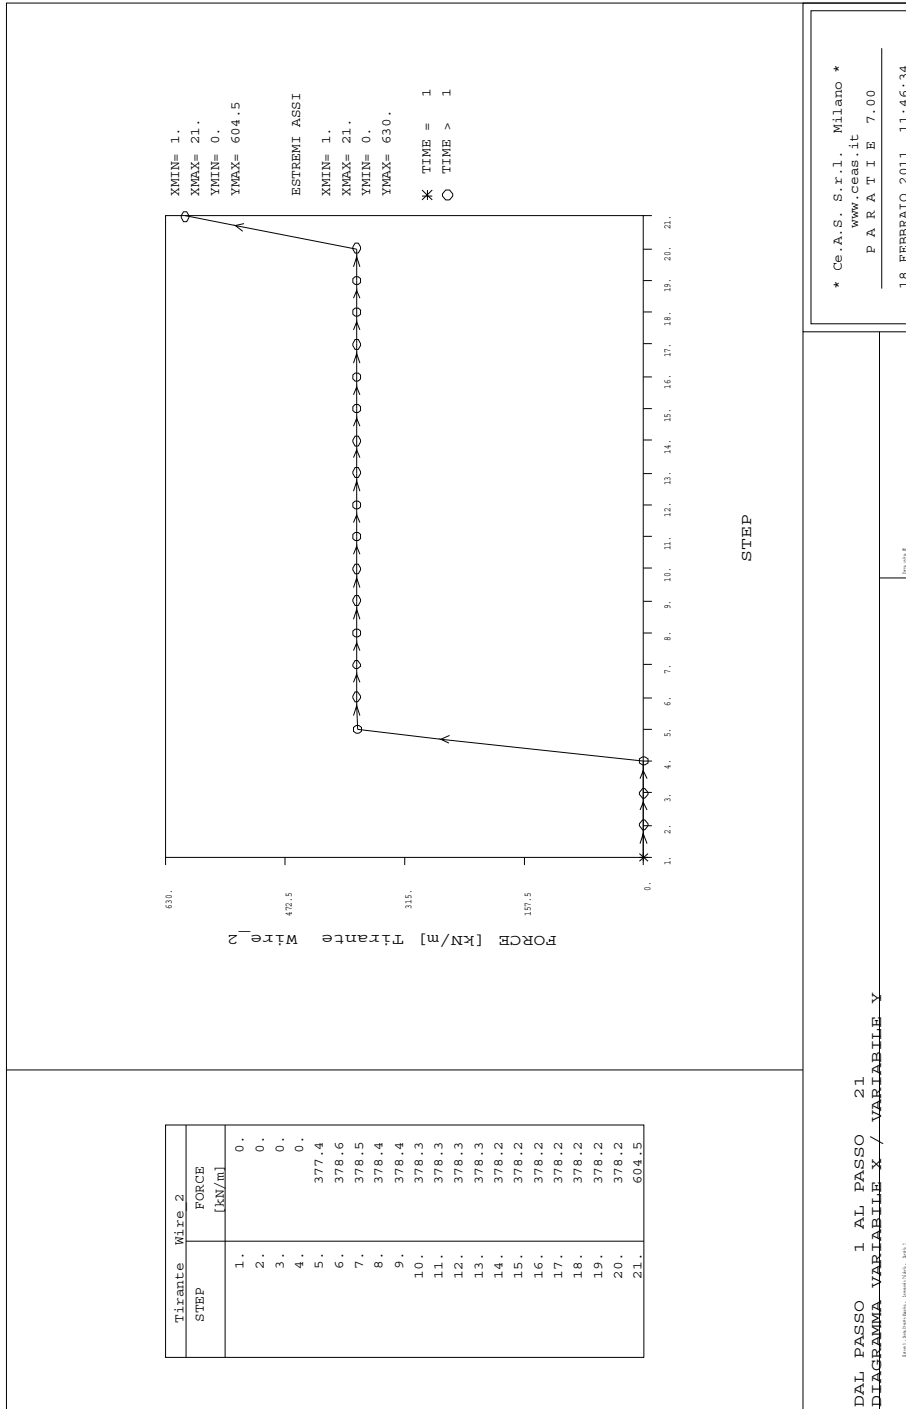 XMIN= 1.
XMAX= 21.
YMIN= 0.
YMAX= 604.5
ESTREMI ASSI
XMIN= 1.
XMAX= 21.
YMIN= 0.
YMAX= 630.
TIME = 1
TIME > 1
630.
472.5
315.
157.5
0.
FORCE [kN/m] Tirante Wire_2
1. 2. 3. 4. 5. 6. 7. 8. 9. 10. 11. 12. 13. 14. 15. 16. 17. 18. 19. 20. 21.
STEP
Tirante Wire_2
STEP FORCE
[kN/m]
1. 0.
2. 0.
3. 0.
4. 0.
5. 377.4
6. 378.6
7. 378.5
8. 378.4
9. 378.4
10. 378.3
11. 378.3
12. 378.3
13. 378.3
14. 378.2
15. 378.2
16. 378.2
17. 378.2
18. 378.2
19. 378.2
20. 378.2
21. 604.5
DAL PASSO 1 AL PASSO 21
DIAGRAMMA VARIABILE X / VARIABILE Y
* Ce.A.S. S.r.l. Milano *
www.ceas.it
P A R A T I E 7.00
18 FEBBRAIO 2011 11:46:34